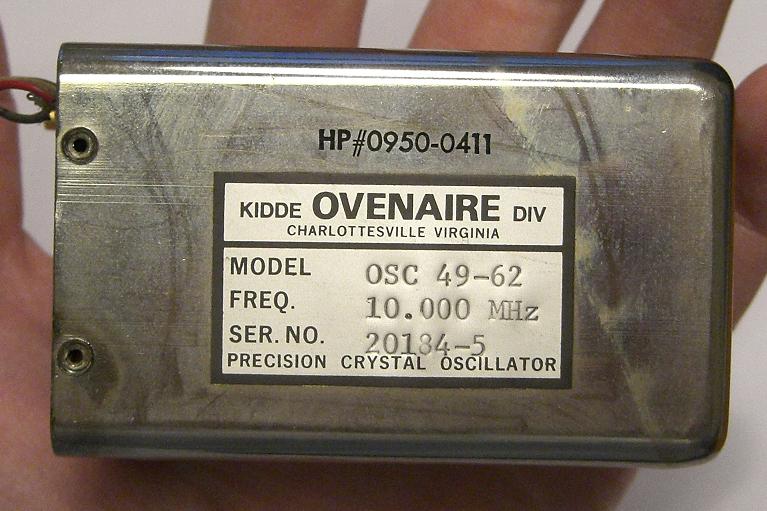 HP#0950-0411
KIDDE OVENAIRE DIV
CHARLOTTESVILLE VIRGINIA
MODEL OSC 49-62
FREQ. 10.000 MHz
SER. NO. 20184-5
PRECISION CRYSTAL OSCILLATOR